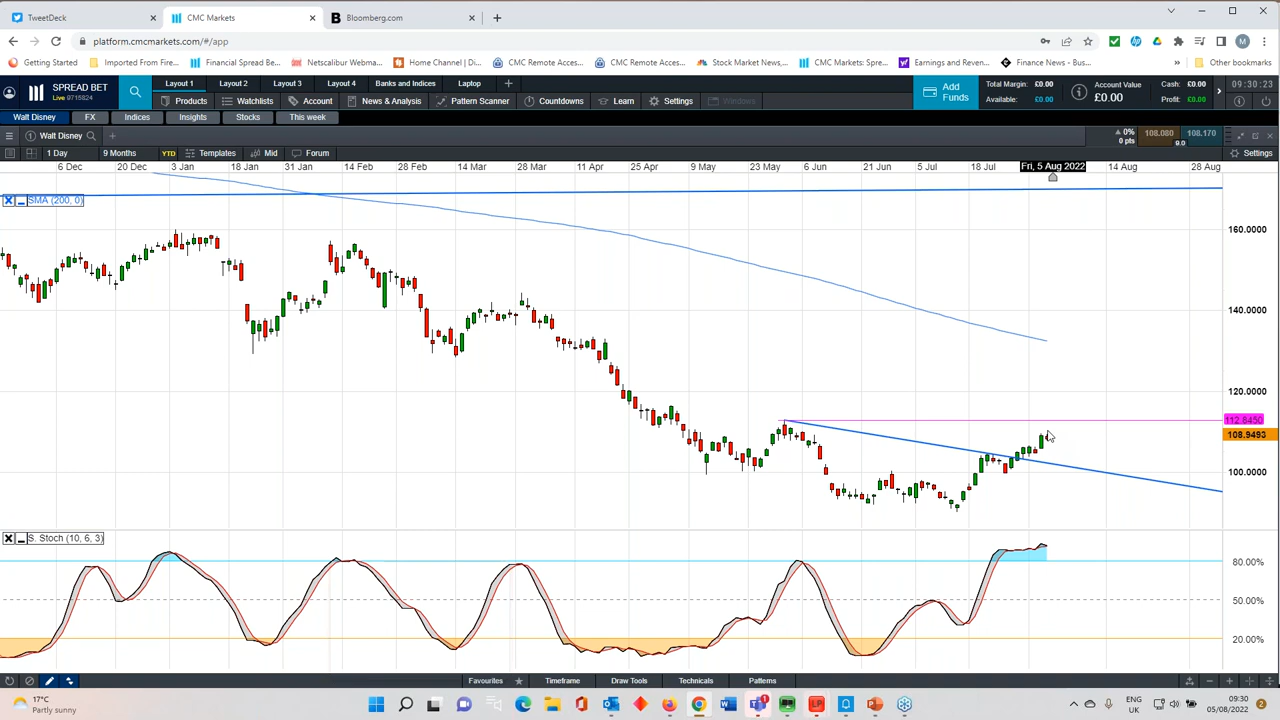 TweetDeck
CMC Markets
Bloomberg.com
platform.cmcmarkets.com/#/app
M
Getting Started
Imported From Fire...
Financial Spread Be...
Netscalibur Webma...
Home Channel | Di...
CMC Remote Acces...
CMC Remote Acces...
Stock Market News,...
CMC Markets: Spre...
Earnings and Reven...
Finance News - Bus...
»
Other bookmarks
SPREAD BET
Live 9715824
Layout 1
Layout 2
Layout 3
Layout 4
Banks and Indices
Laptop
Products
Watchlists
Account
News & Analysis
Pattern Scanner
Countdowns
Learn
Settings
Windows
Add Funds
Total Margin: £0.00
Available: £0.00
Account Value
£0.00
Cash: £0.00
Profit: £0.00
09:30:23
Walt Disney
FX
Indices
Insights
Stocks
This week
Walt Disney
0%
0 pts
108.080
108.170
9.0
1 Day
9 Months
YTD
Templates
Mid
Forum
Settings
6 Dec
20 Dec
3 Jan
18 Jan
31 Jan
14 Feb
28 Feb
14 Mar
28 Mar
11 Apr
25 Apr
9 May
23 May
6 Jun
21 Jun
5 Jul
18 Jul
Fri, 5 Aug 2022
14 Aug
28 Aug
SMA (200, 0)
160.0000
140.0000
120.0000
112.8450
108.9493
100.0000
S. Stoch (10, 6, 3)
80.00%
50.00%
20.00%
Favourites
Timeframe
Draw Tools
Technicals
Patterns
17°C
Partly sunny
ENG
UK
09:30
05/08/2022